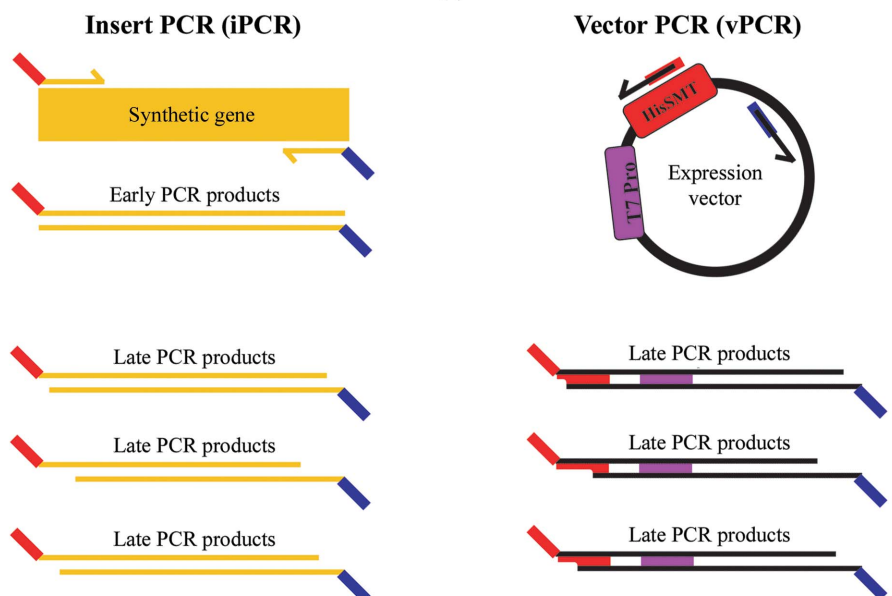 Insert PCR (iPCR)
Synthetic gene
Early PCR products
Late PCR products
Late PCR products
Late PCR products
Vector PCR (vPCR)
HisSMT
T7 Pro
Expression
vector
Late PCR products
Late PCR products
Late PCR products